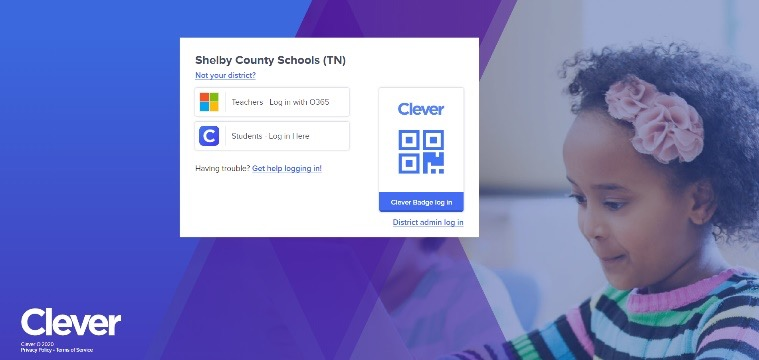 Shelby County Schools (TN)
Not your district?
Teachers - Log in with O365
C
Students - Log in Here
Having trouble? Get help logging in!
Clever
Clever Badge log in
District admin log in
Clever
Clever © 2020
Privacy Policy - Terms of Service